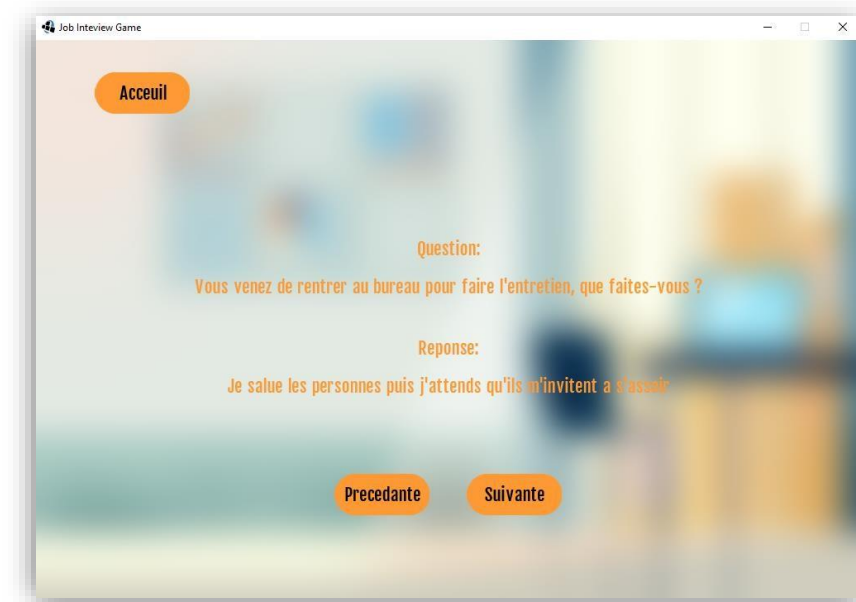 Job Inteview Game
Acceuil
Question:
Vous venez de rentrer au bureau pour faire l'entretien, que faites-vous ?
Reponse:
Je salue les personnes puis j'attends qu'ils m'invitent a s'assoir
Precedante
Suivante